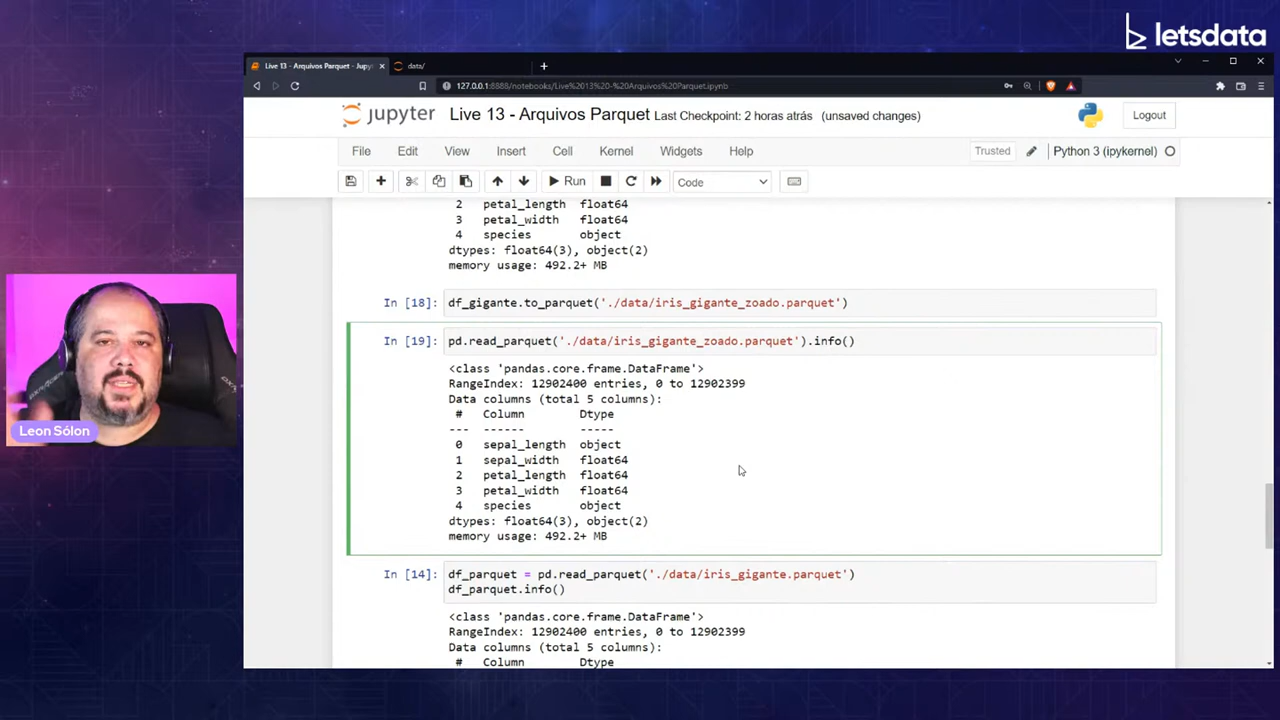 letsdata
Live 13 - Arquivos Parquet - Jupy
data/
127.0.0.1:8888/notebooks/Live%2013%20-%20Arquivos%20Parquet.ipynb
jupyter Live 13 - Arquivos Parquet Last Checkpoint: 2 horas atrás (unsaved changes)
Logout
File Edit View Insert Cell Kernel Widgets Help
Trusted Python 3 (ipykernel)
Run Code
2 petal_length float64
3 petal_width float64
4 species object
dtypes: float64(3), object(2)
memory usage: 492.2+ MB
In [18]: df_gigante.to_parquet('./data/iris_gigante_zoado.parquet')
In [19]: pd.read_parquet('./data/iris_gigante_zoado.parquet').info()
<class 'pandas.core.frame.DataFrame'>
RangeIndex: 12902400 entries, 0 to 12902399
Data columns (total 5 columns):
# Column Dtype
--- ------ -----
0 sepal_length object
1 sepal_width float64
2 petal_length float64
3 petal_width float64
4 species object
dtypes: float64(3), object(2)
memory usage: 492.2+ MB
In [14]: df_parquet = pd.read_parquet('./data/iris_gigante.parquet')
df_parquet.info()
<class 'pandas.core.frame.DataFrame'>
RangeIndex: 12902400 entries, 0 to 12902399
Data columns (total 5 columns):
# Column Dtype
Leon Sólon